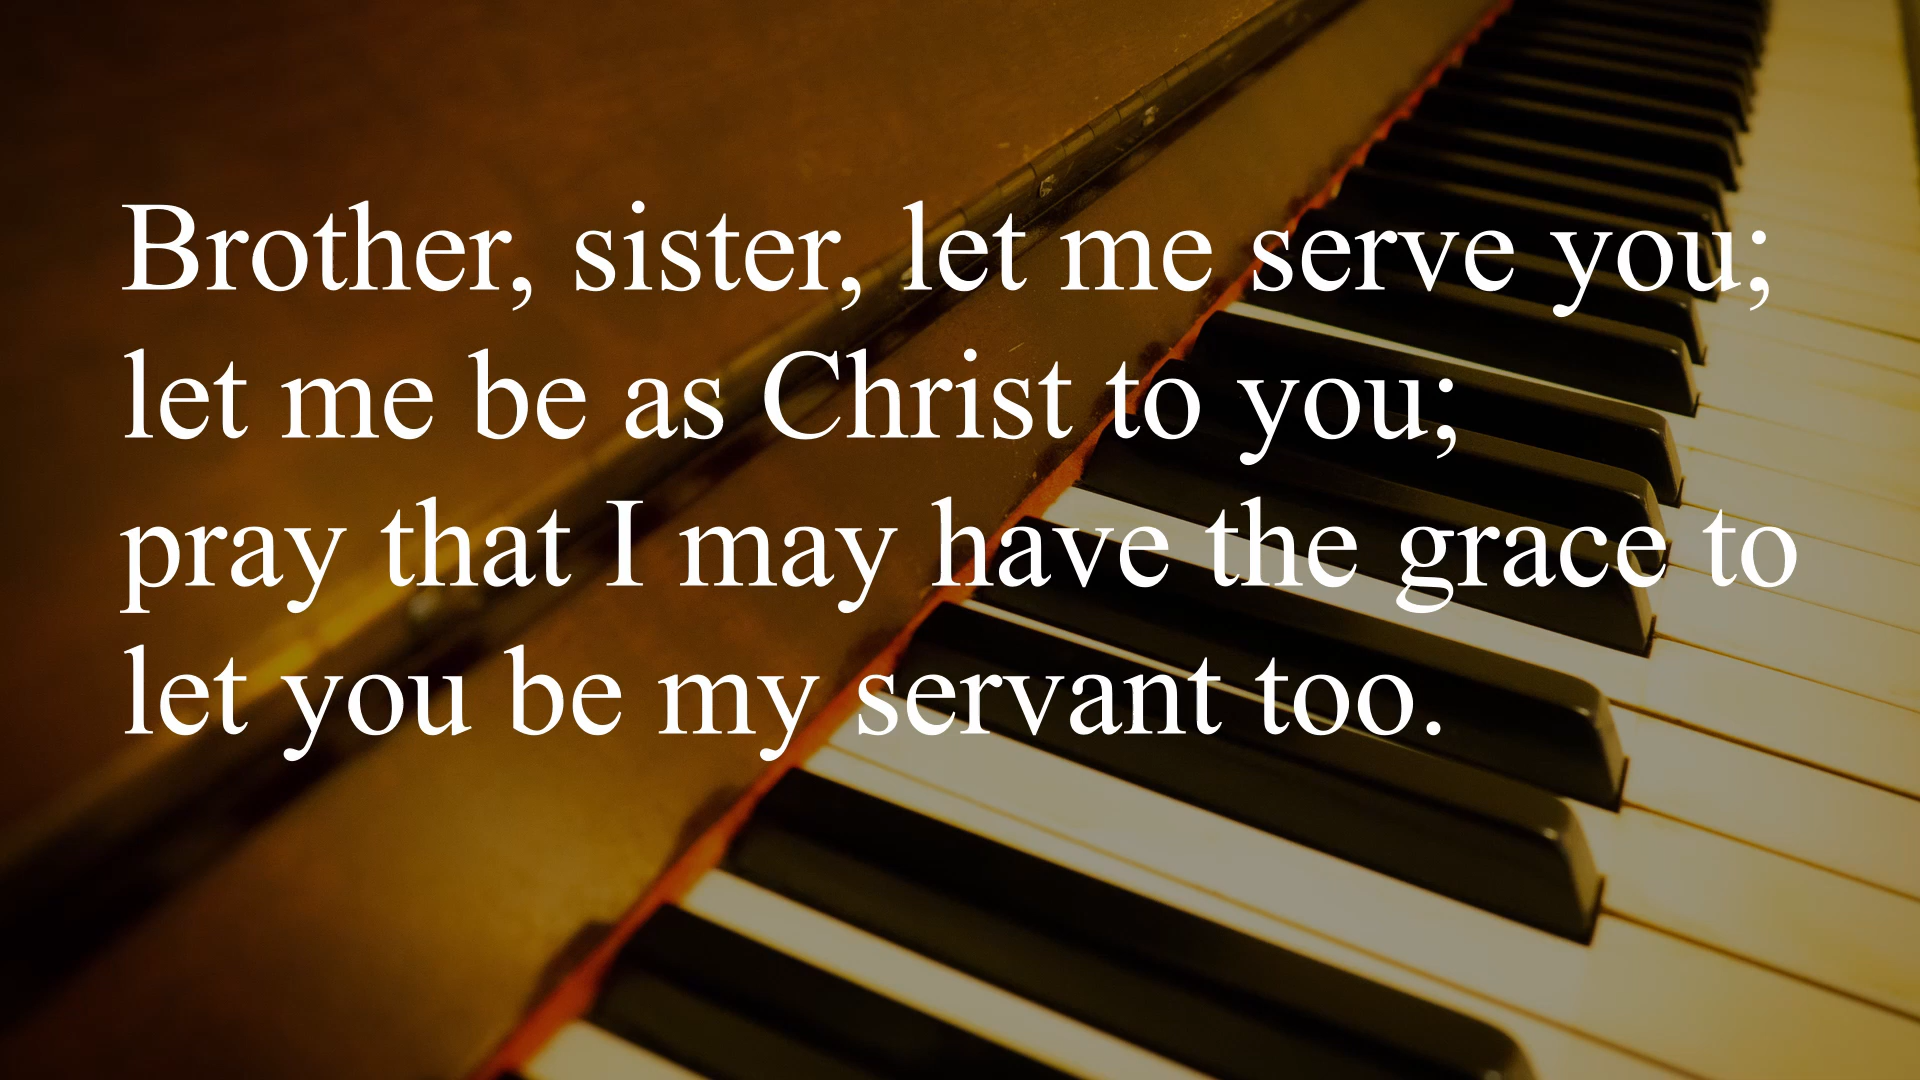 Brother, sister, let me serve you;
let me be as Christ to you;
pray that I may have the grace to
let you be my servant too.